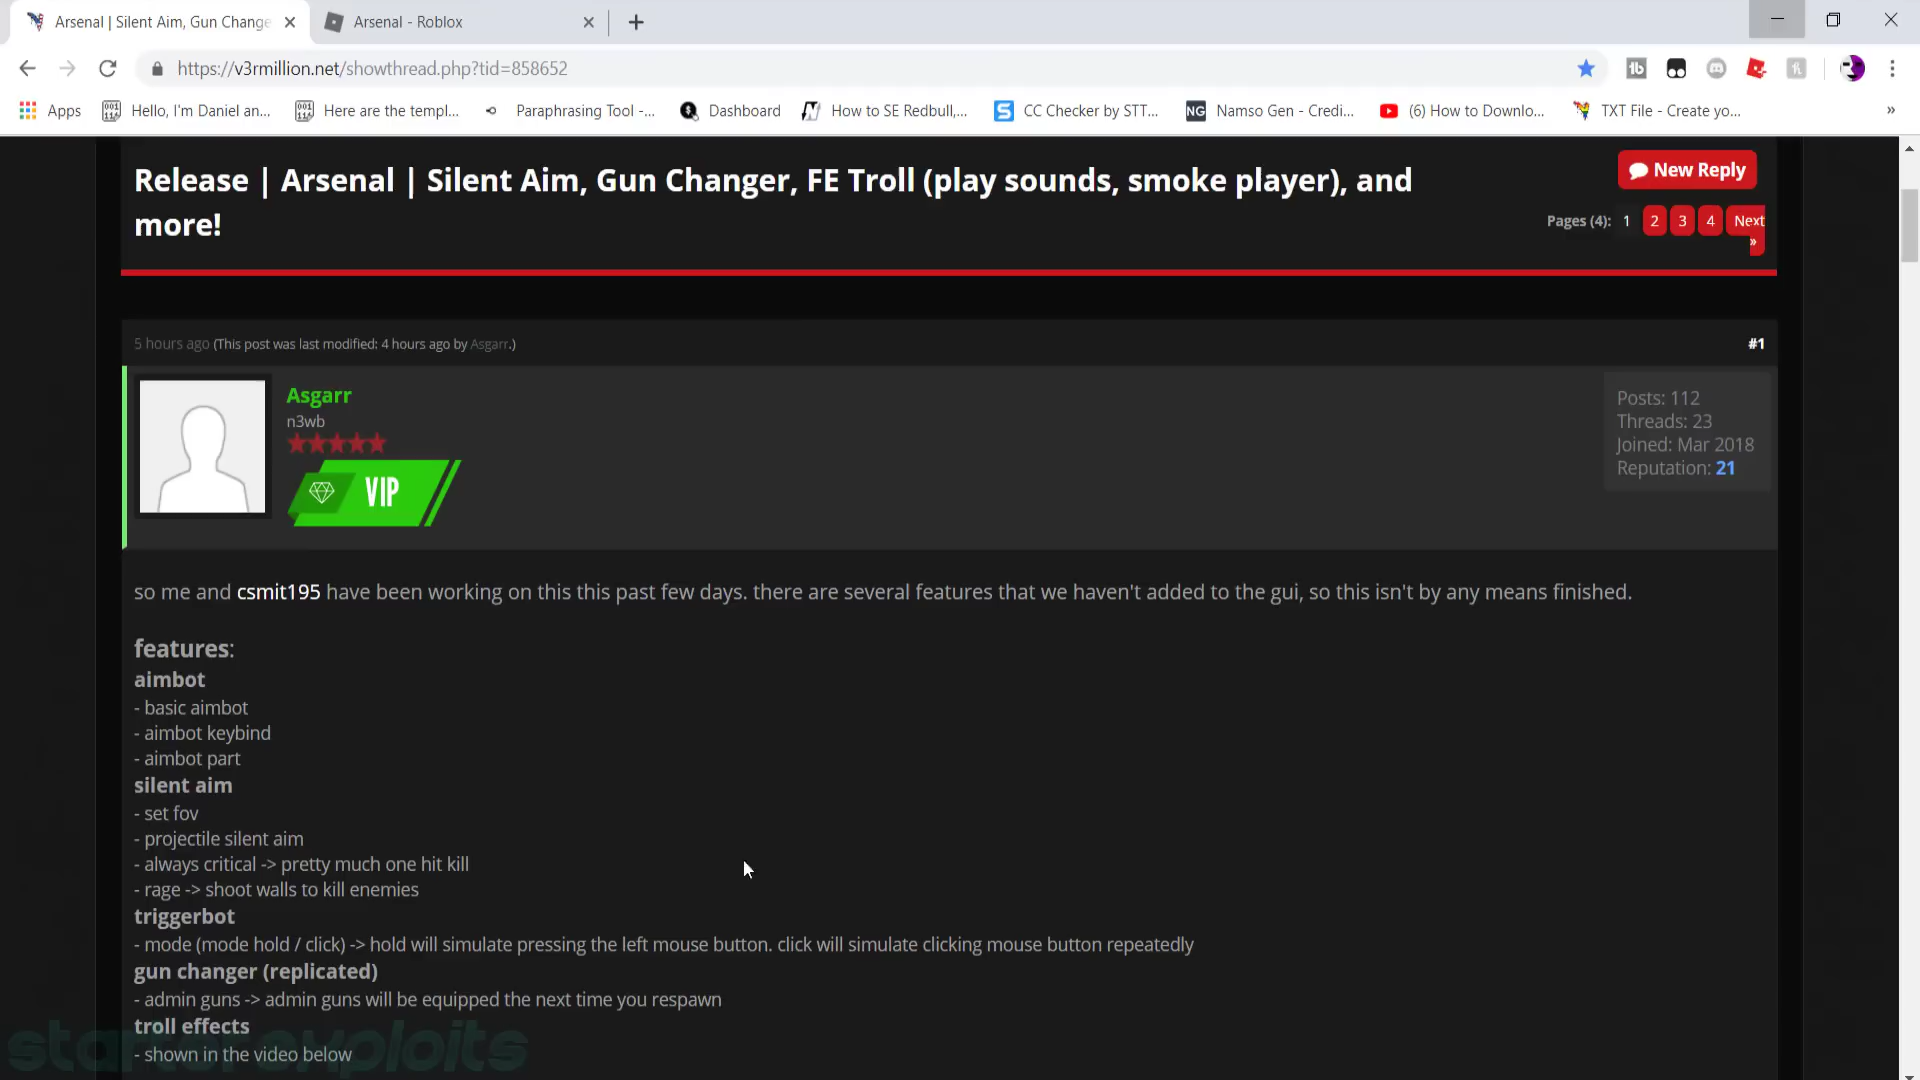 Arsenal | Silent Aim, Gun Change
Arsenal - Roblox
https://v3rmillion.net/showthread.php?tid=858652
Apps
Hello, I'm Daniel an...
Here are the templ...
Paraphrasing Tool -...
Dashboard
How to SE Redbull,...
CC Checker by STT...
NG Namso Gen - Credi...
(6) How to Downlo...
TXT File - Create yo...
»
Release | Arsenal | Silent Aim, Gun Changer, FE Troll (play sounds, smoke player), and
more!
New Reply
Pages (4): 1 2 3 4 Next
»
5 hours ago (This post was last modified: 4 hours ago by Asgarr.)
#1
Asgarr
n3wb
VIP
Posts: 112
Threads: 23
Joined: Mar 2018
Reputation: 21
so me and csmit195 have been working on this this past few days. there are several features that we haven't added to the gui, so this isn't by any means finished.
features:
aimbot
- basic aimbot
- aimbot keybind
- aimbot part
silent aim
- set fov
- projectile silent aim
- always critical -> pretty much one hit kill
- rage -> shoot walls to kill enemies
triggerbot
- mode (mode hold / click) -> hold will simulate pressing the left mouse button. click will simulate clicking mouse button repeatedly
gun changer (replicated)
- admin guns -> admin guns will be equipped the next time you respawn
troll effects
- shown in the video below